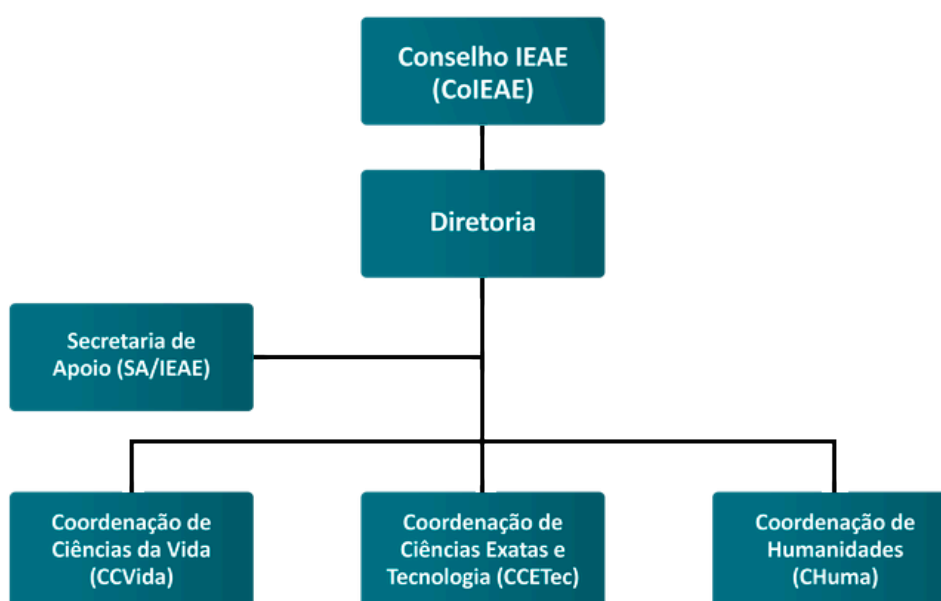 Conselho IEAE
(CoIEAE)
Diretoria
Secretaria de
Apoio (SA/IEAE)
Coordenação de
Ciências da Vida
(CCVida)
Coordenação de
Ciências Exatas e
Tecnologia (CCETec)
Coordenação de
Humanidades
(CHuma)